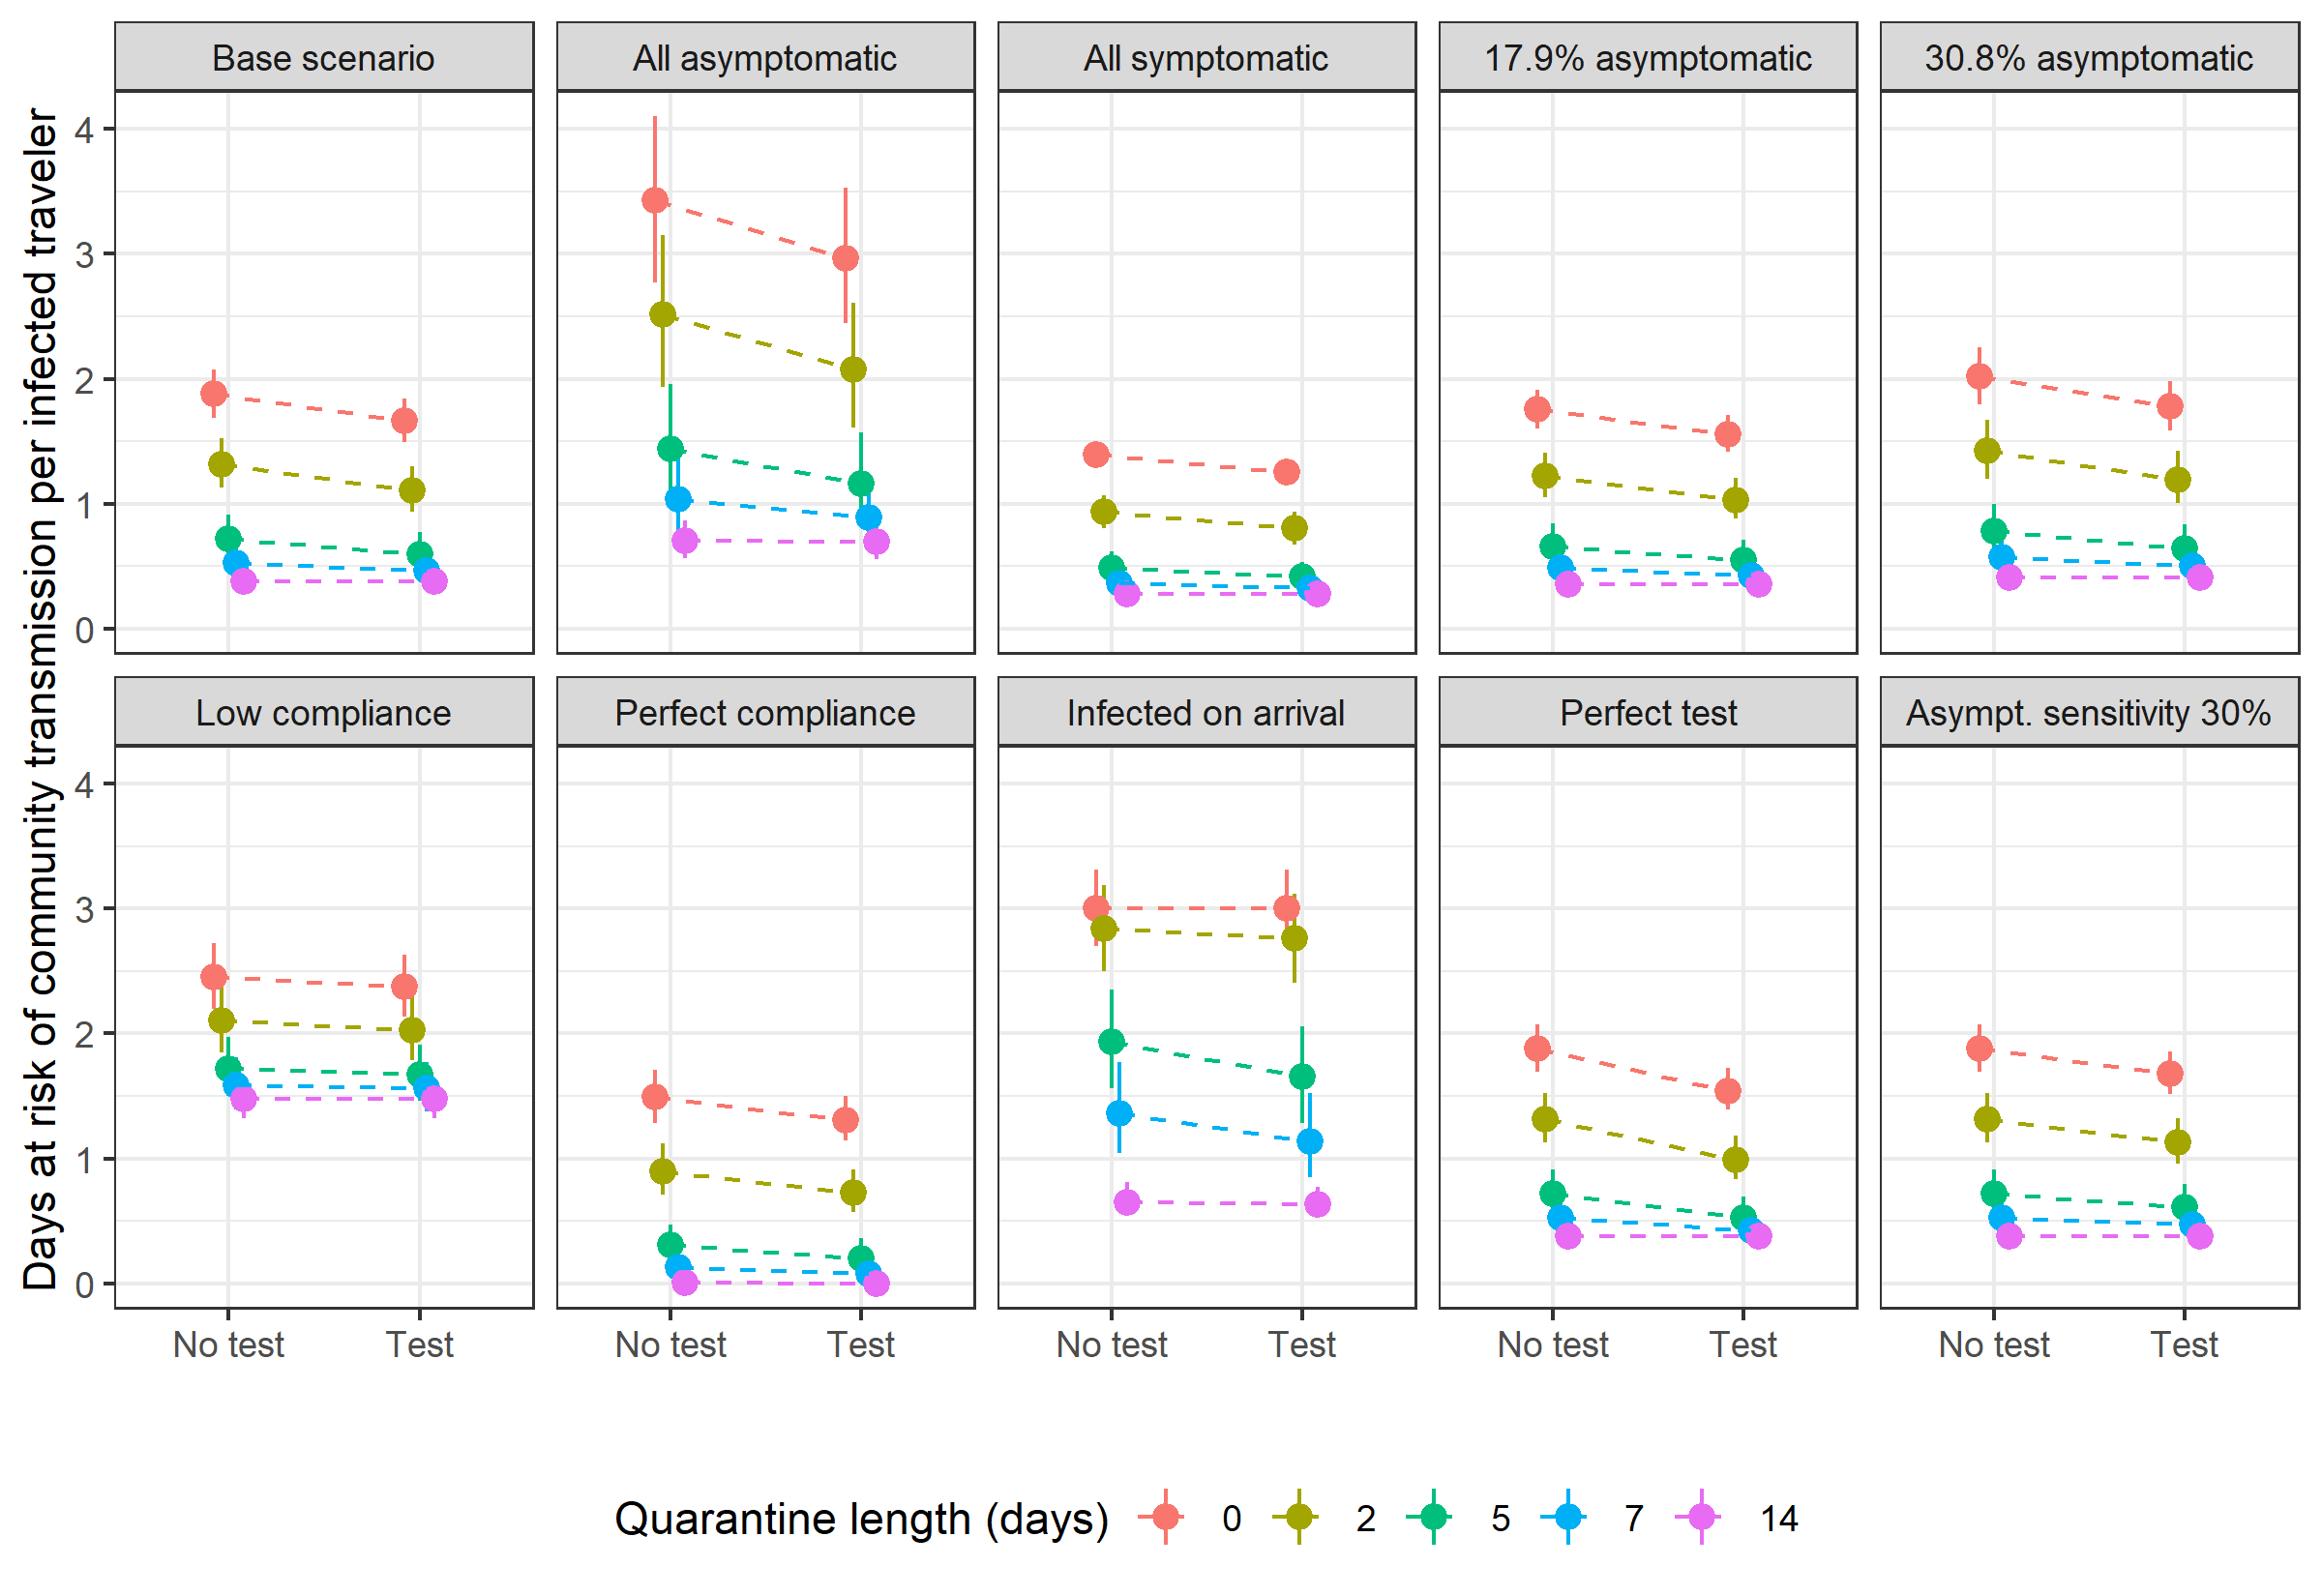 Base scenario
All asymptomatic
All symptomatic
17.9% asymptomatic
30.8% asymptomatic
Days at risk of community transmission per infected traveler
4
3
2
1
0
Low compliance
Perfect compliance
Infected on arrival
Perfect test
Asympt. sensitivity 30%
4
3
2
1
0
No test Test
No test Test
No test Test
No test Test
No test Test
Quarantine length (days) 0 2 5 7 14